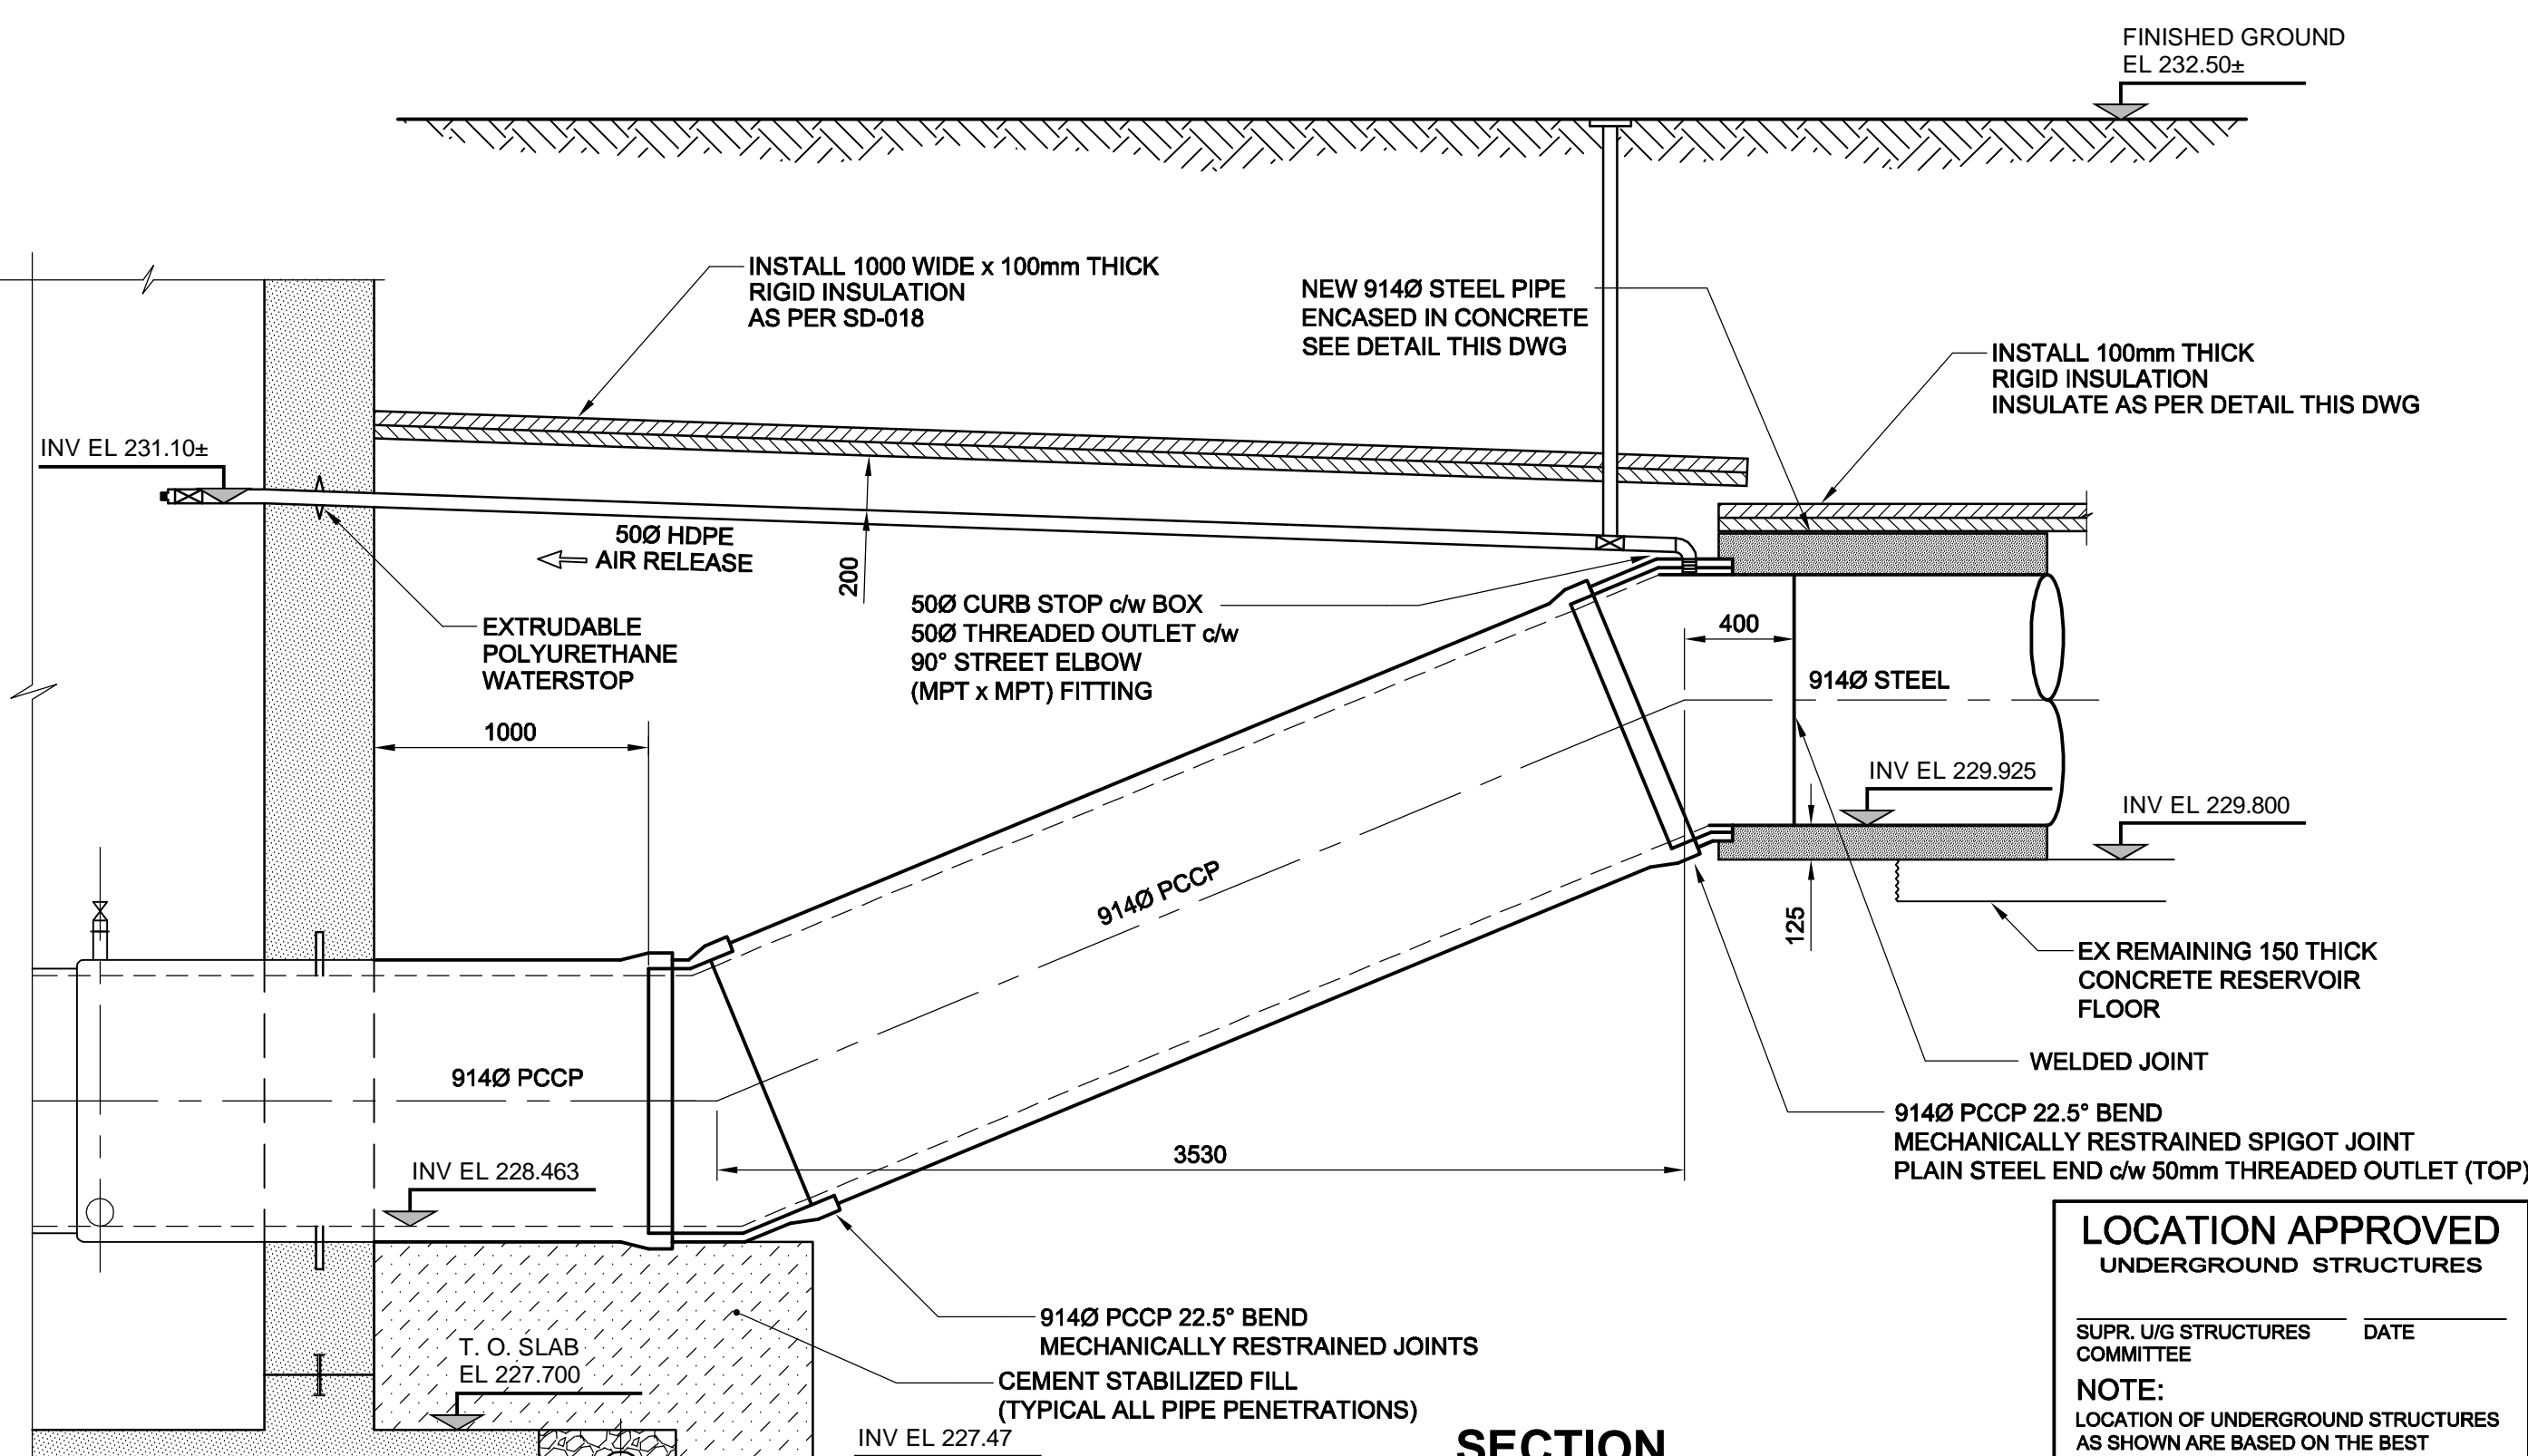 FINISHED GROUND
EL 232.50±
INSTALL 1000 WIDE x 100mm THICK
RIGID INSULATION
AS PER SD-018
NEW 914Ø STEEL PIPE
ENCASED IN CONCRETE
SEE DETAIL THIS DWG
INSTALL 100mm THICK
RIGID INSULATION
INSULATE AS PER DETAIL THIS DWG
INV EL 231.10±
50Ø HDPE
AIR RELEASE
200
EXTRUDABLE
POLYURETHANE
WATERSTOP
50Ø CURB STOP c/w BOX
50Ø THREADED OUTLET c/w
90° STREET ELBOW
(MPT x MPT) FITTING
400
914Ø STEEL
1000
INV EL 229.925
INV EL 229.800
914Ø PCCP
125
EX REMAINING 150 THICK
CONCRETE RESERVOIR
FLOOR
WELDED JOINT
914Ø PCCP
914Ø PCCP 22.5° BEND
MECHANICALLY RESTRAINED SPIGOT JOINT
PLAIN STEEL END c/w 50mm THREADED OUTLET (TOP)
3530
INV EL 228.463
914Ø PCCP 22.5° BEND
MECHANICALLY RESTRAINED JOINTS
T. O. SLAB
EL 227.700
CEMENT STABILIZED FILL
(TYPICAL ALL PIPE PENETRATIONS)
INV EL 227.47
SECTION
LOCATION APPROVED
UNDERGROUND STRUCTURES
SUPR. U/G STRUCTURES
COMMITTEE
DATE
NOTE:
LOCATION OF UNDERGROUND STRUCTURES
AS SHOWN ARE BASED ON THE BEST